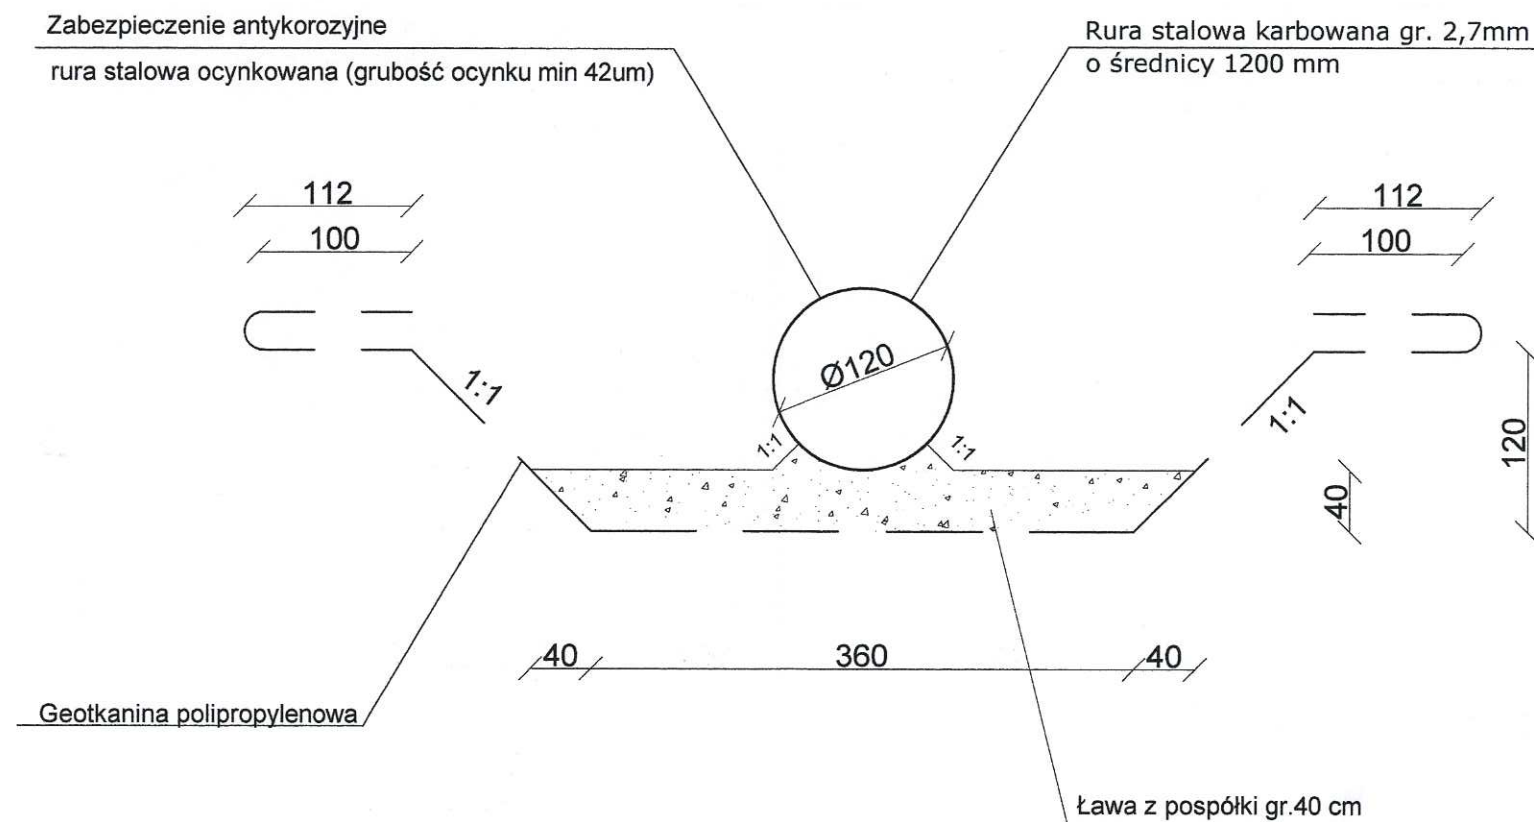 Zabezpieczenie antykorozyjne
rura stalowa ocynkowana (grubość ocynku min 42um)
Rura stalowa karbowana gr. 2,7mm
o średnicy 1200 mm
112
100
112
100
1:1
Ø120
1:1
1:1
1:1
120
40
40
360
40
Geotkanina polipropylenowa
Ława z pospółki gr.40 cm